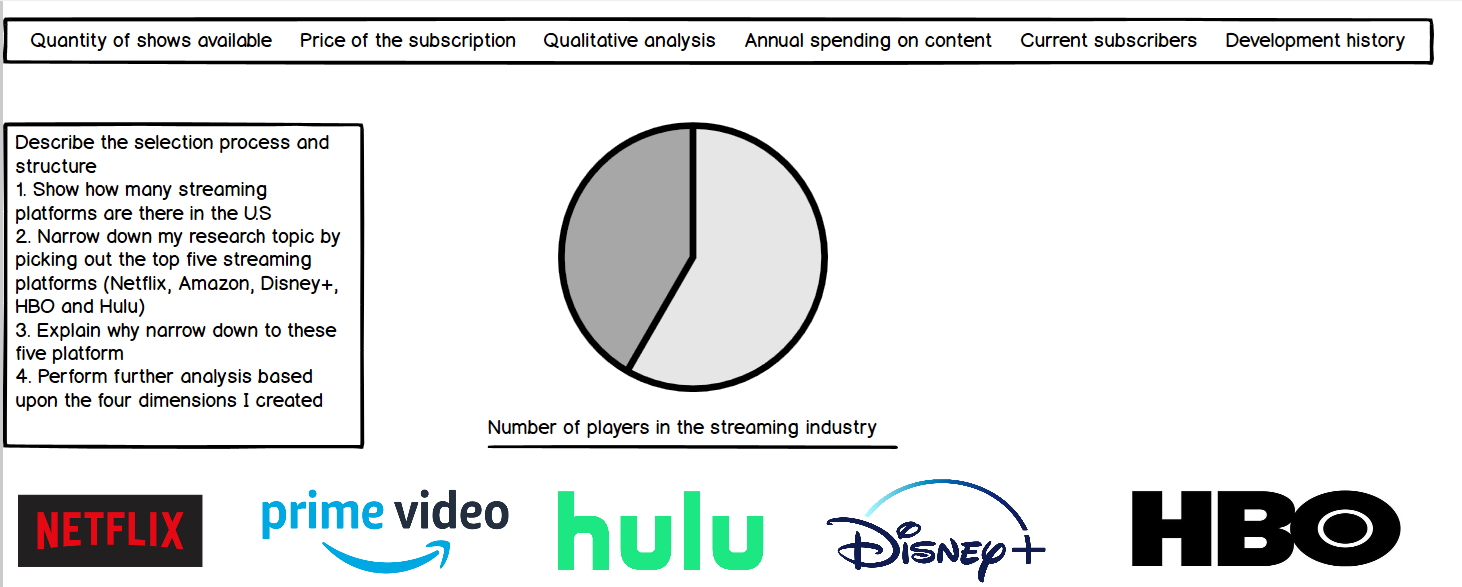 Quantity of shows available Price of the subscription Qualitative analysis Annual spending on content Current subscribers Development history
Describe the selection process and
structure
1. Show how many streaming
platforms are there in the U.S
2. Narrow down my research topic by
picking out the top five streaming
platforms (Netflix, Amazon, Disney+,
HBO and Hulu)
3. Explain why narrow down to these
five platform
4. Perform further analysis based
upon the four dimensions I created
Number of players in the streaming industry
NETFLIX
prime video
hulu
Disney+
HBO